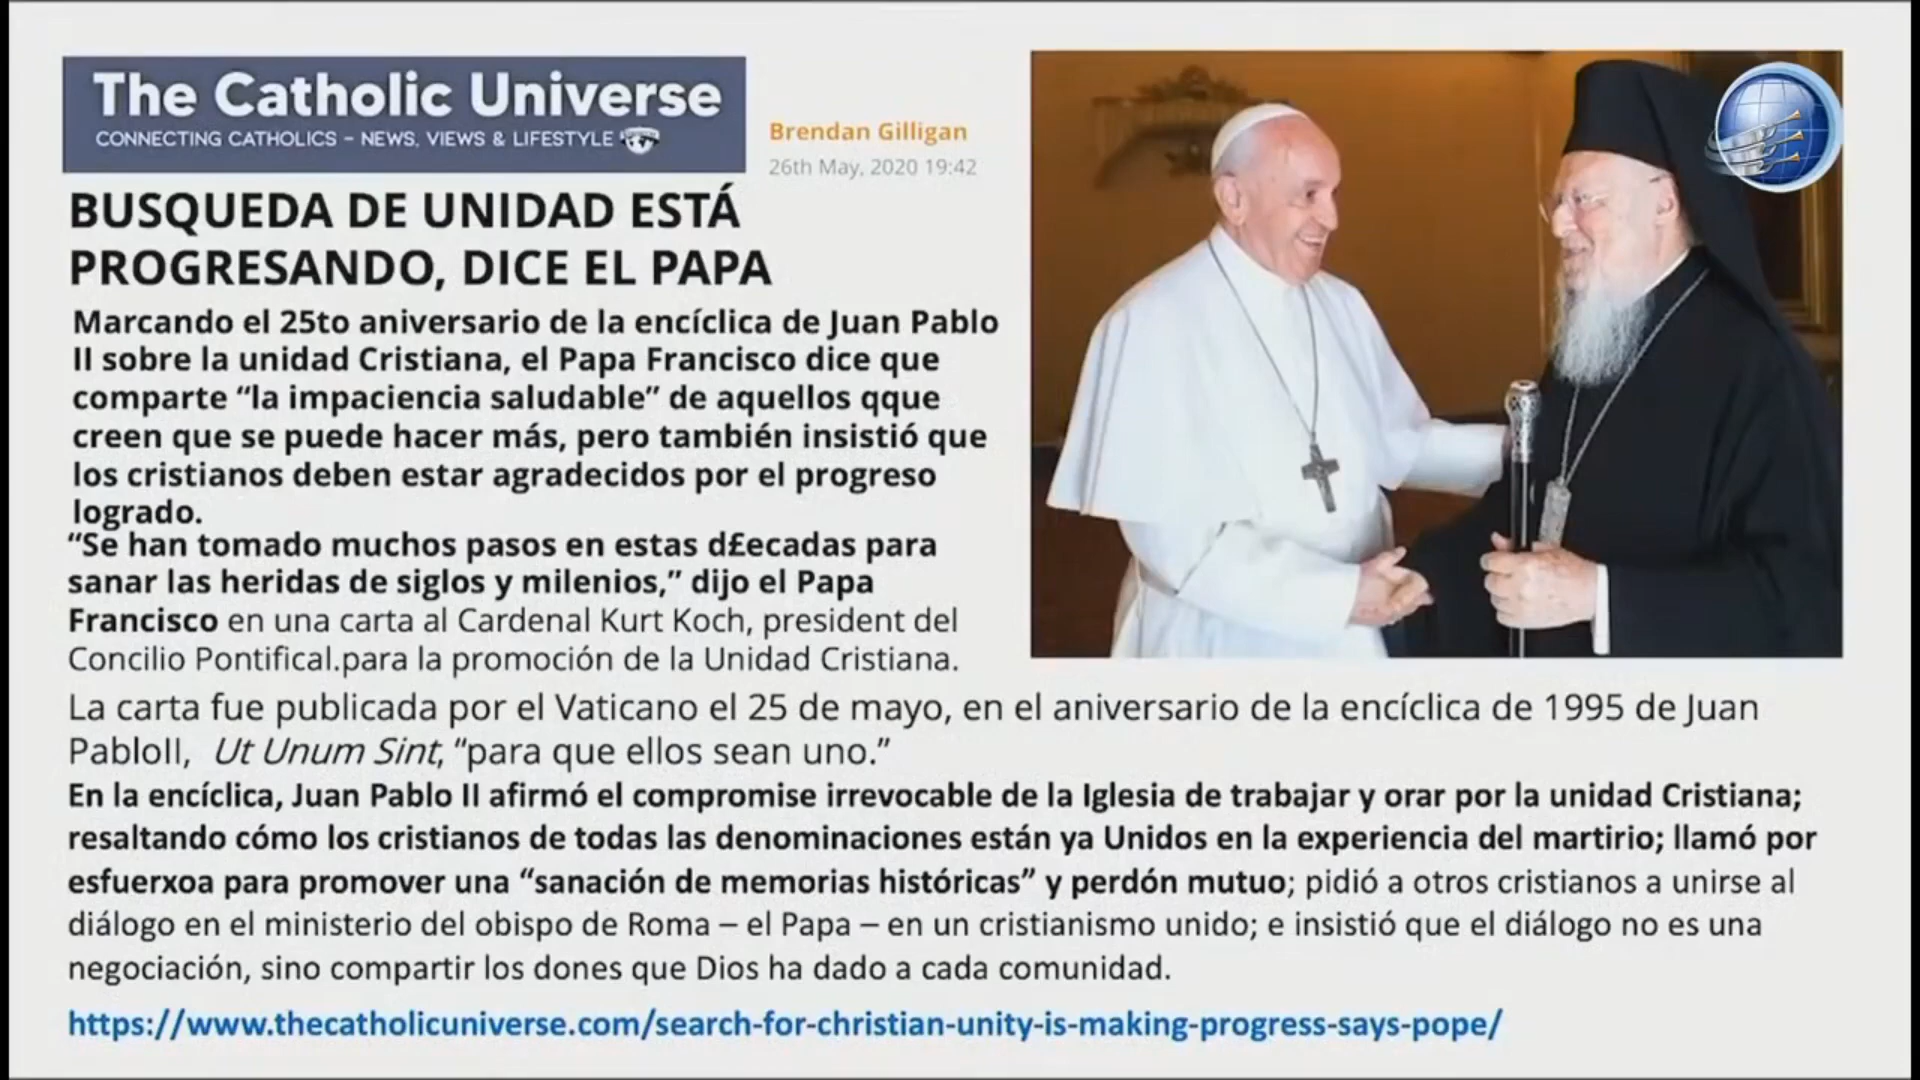 The Catholic Universe
CONNECTING CATHOLICS – NEWS, VIEWS & LIFESTYLE
Brendan Gilligan
26th May, 2020 19:42
BUSQUEDA DE UNIDAD ESTÁ
PROGRESANDO, DICE EL PAPA
Marcando el 25to aniversario de la encíclica de Juan Pablo
II sobre la unidad Cristiana, el Papa Francisco dice que
comparte “la impaciencia saludable” de aquellos qque
creen que se puede hacer más, pero también insistió que
los cristianos deben estar agradecidos por el progreso
logrado.
“Se han tomado muchos pasos en estas d£ecadas para
sanar las heridas de siglos y milenios,” dijo el Papa
Francisco en una carta al Cardenal Kurt Koch, president del
Concilio Pontifical.para la promoción de la Unidad Cristiana.
La carta fue publicada por el Vaticano el 25 de mayo, en el aniversario de la encíclica de 1995 de Juan
PabloII, Ut Unum Sint, “para que ellos sean uno.”
En la encíclica, Juan Pablo II afirmó el compromise irrevocable de la Iglesia de trabajar y orar por la unidad Cristiana;
resaltando cómo los cristianos de todas las denominaciones están ya Unidos en la experiencia del martirio; llamó por
esfuerxoa para promover una “sanación de memorias históricas” y perdón mutuo; pidió a otros cristianos a unirse al
diálogo en el ministerio del obispo de Roma – el Papa – en un cristianismo unido; e insistió que el diálogo no es una
negociación, sino compartir los dones que Dios ha dado a cada comunidad.
https://www.thecatholicuniverse.com/search-for-christian-unity-is-making-progress-says-pope/